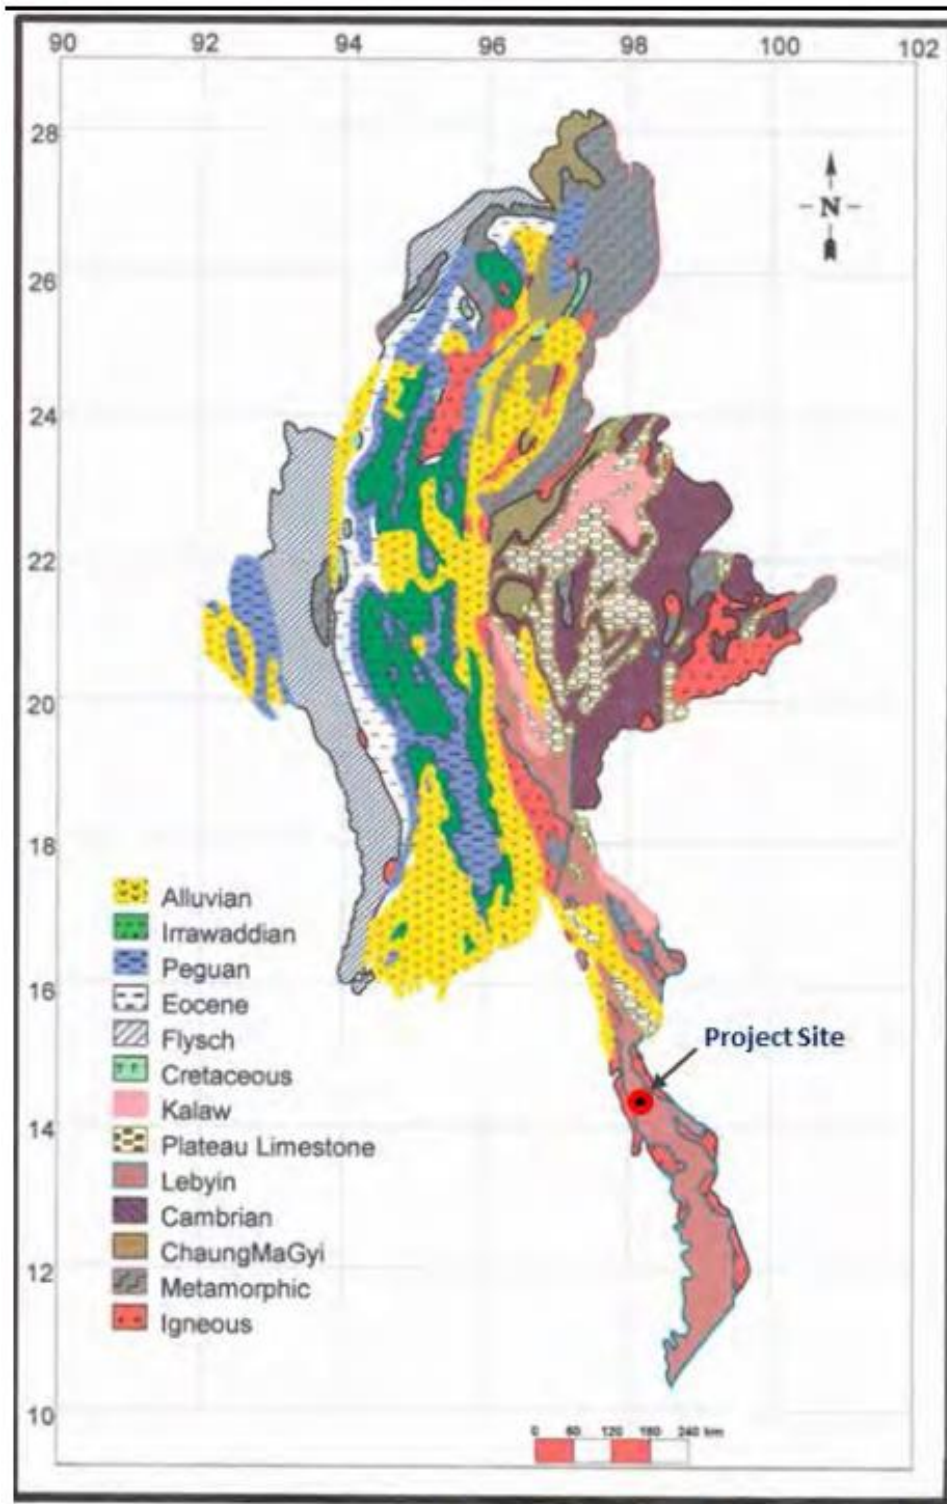 90 92 94 96 98 100 102
28
N
26
24
22
20
18
Alluvian
Irrawaddian
Peguan
16
Eocene
Flysch
Project Site
Cretaceous
Kalaw
14
Plateau Limestone
Lebyin
Cambrian
ChaungMaGyi
12
Metamorphic
Igneous
10
0 60 120 180 240 km